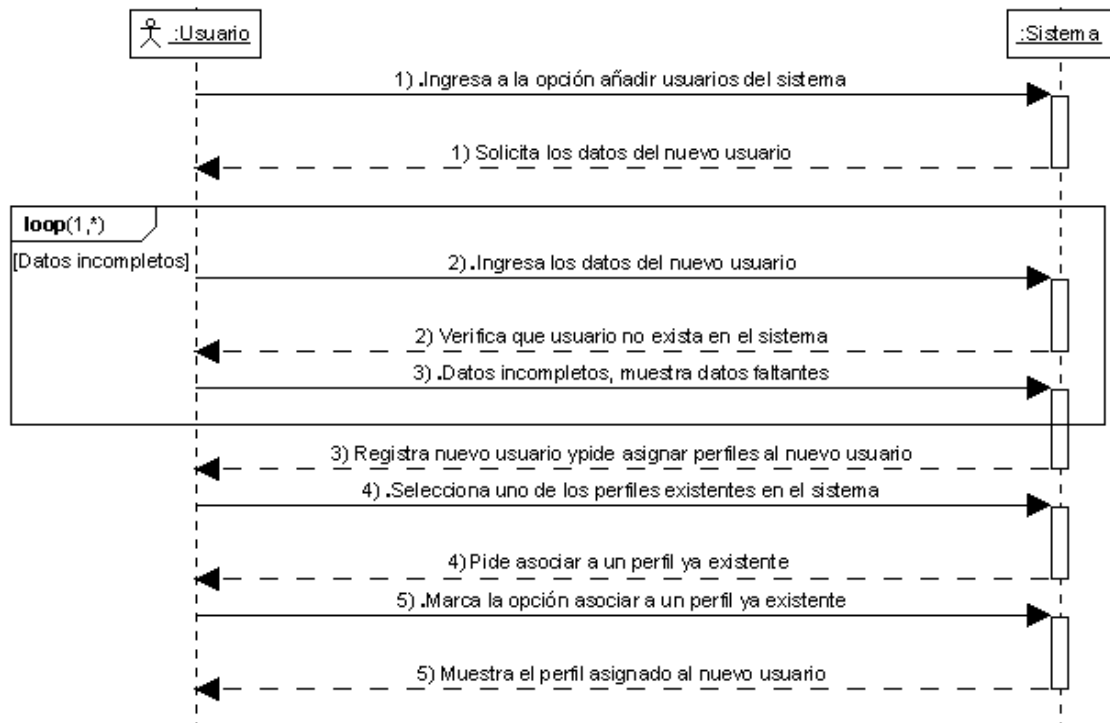 :Usuario
:Sistema
1) .Ingresa a la opción añadir usuarios del sistema
1) Solicita los datos del nuevo usuario
loop(1,*)
[Datos incompletos]
2) .Ingresa los datos del nuevo usuario
2) Verifica que usuario no exista en el sistema
3) .Datos incompletos, muestra datos faltantes
3) Registra nuevo usuario ypide asignar perfiles al nuevo usuario
4) .Selecciona uno de los perfiles existentes en el sistema
4) Pide asociar a un perfil ya existente
5) .Marca la opción asociar a un perfil ya existente
5) Muestra el perfil asignado al nuevo usuario